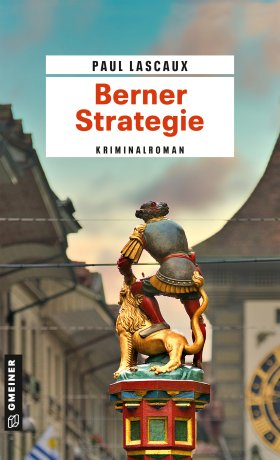 PAUL LASCAUX
Berner
Strategie
KRIMINALROMAN
GMEINER